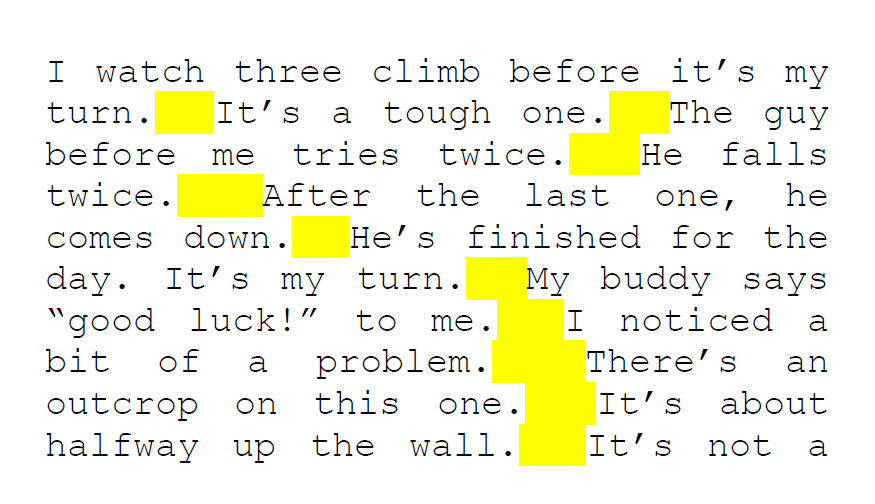 I watch three climb before it’s my
turn. It’s a tough one. The guy
before me tries twice. He falls
twice. After the last one, he
comes down. He’s finished for the
day. It’s my turn. My buddy says
“good luck!” to me. I noticed a
bit of a problem. There’s an
outcrop on this one. It’s about
halfway up the wall. It’s not a